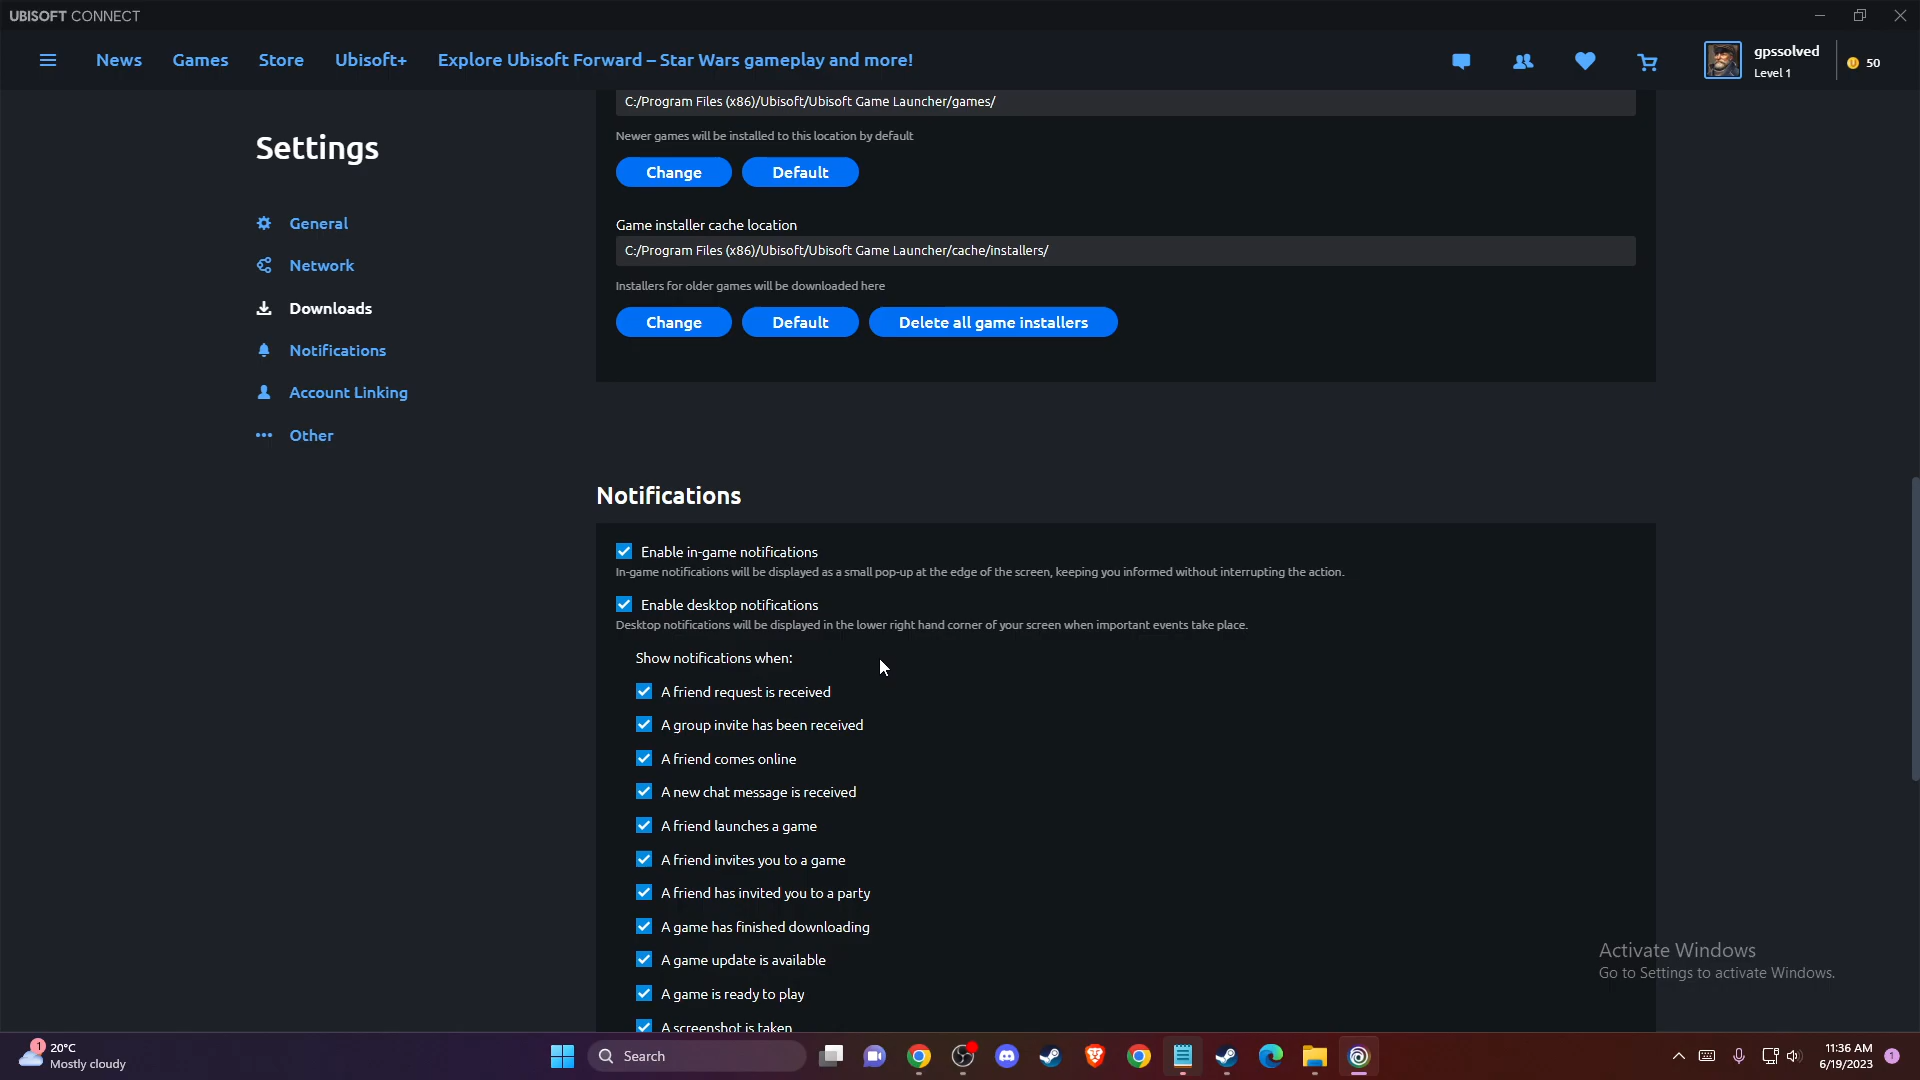 UBISOFT CONNECT
News Games Store Ubisoft+ Explore Ubisoft Forward – Star Wars gameplay and more!
gpssolved
Level 1
50
Settings
General
Network
Downloads
Notifications
Account Linking
Other
C:/Program Files (x86)/Ubisoft/Ubisoft Game Launcher/games/
Newer games will be installed to this location by default
Change Default
Game installer cache location
C:/Program Files (x86)/Ubisoft/Ubisoft Game Launcher/cache/installers/
Installers for older games will be downloaded here
Change Default Delete all game installers
Notifications
Enable in-game notifications
In-game notifications will be displayed as a small pop-up at the edge of the screen, keeping you informed without interrupting the action.
Enable desktop notifications
Desktop notifications will be displayed in the lower right hand corner of your screen when important events take place.
Show notifications when:
A friend request is received
A group invite has been received
A friend comes online
A new chat message is received
A friend launches a game
A friend invites you to a game
A friend has invited you to a party
A game has finished downloading
A game update is available
A game is ready to play
A screenshot is taken
Activate Windows
Go to Settings to activate Windows.
1
20°C
Mostly cloudy
Search
11:36 AM
6/19/2023
1